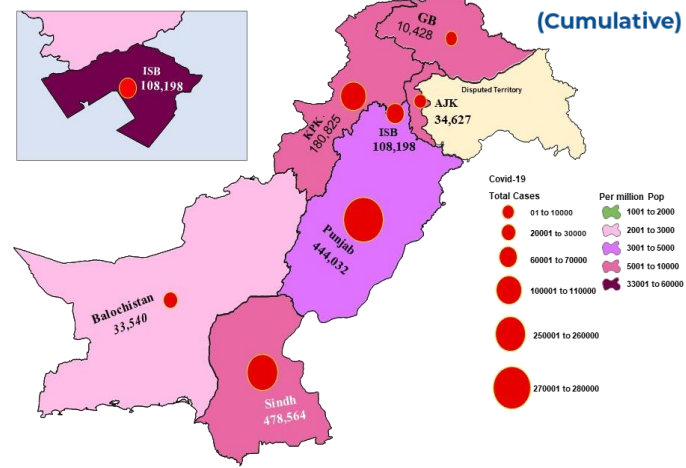 (Cumulative)
ISB
108,198
GB
10,428
Disputed Territory
AJK
34,627
KPK-
180,825
ISB
108,198
Punjab
444,032
Balochistan
33,540
Sindh
478,564
Covid-19
Total Cases
01 to 10000
20001 to 30000
60001 to 70000
100001 to 110000
250001 to 260000
270001 to 280000
Per million Pop
1001 to 2000
2001 to 3000
3001 to 5000
5001 to 10000
33001 to 60000